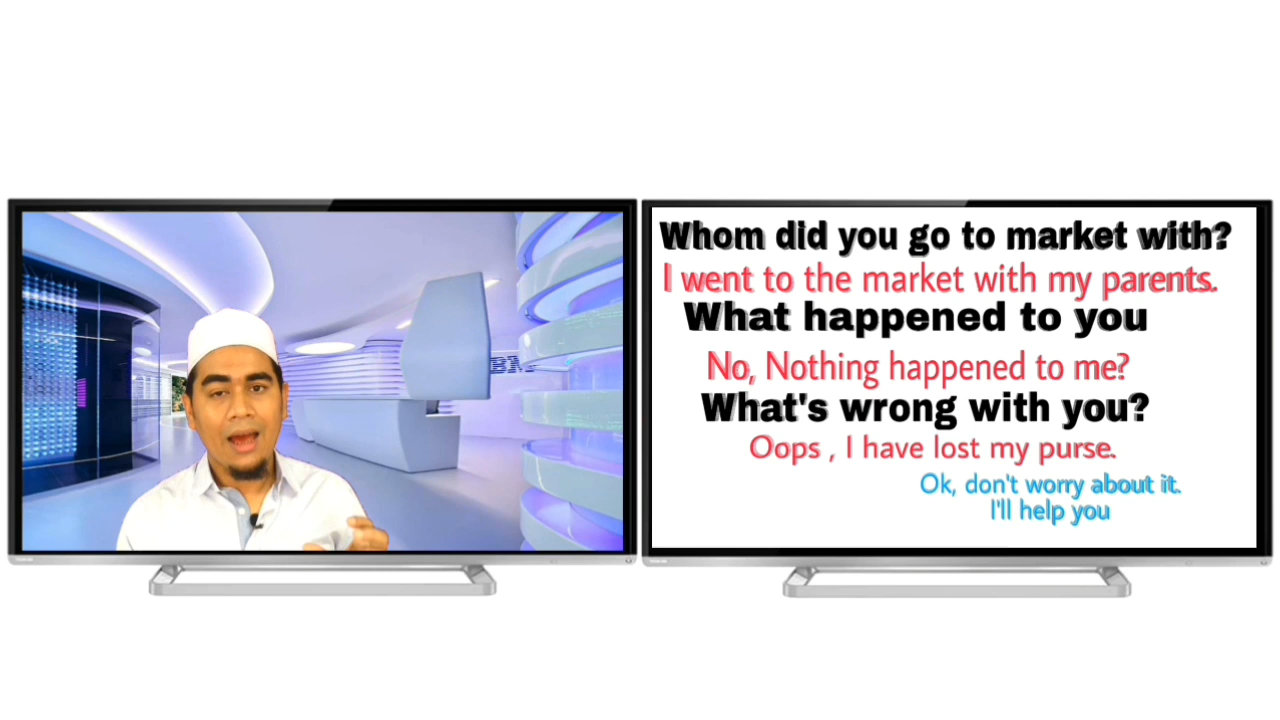 IBM
Whom did you go to market with?
I went to the market with my parents.
What happened to you
No, Nothing happened to me?
What's wrong with you?
Oops , I have lost my purse.
Ok, don't worry about it.
I'll help you